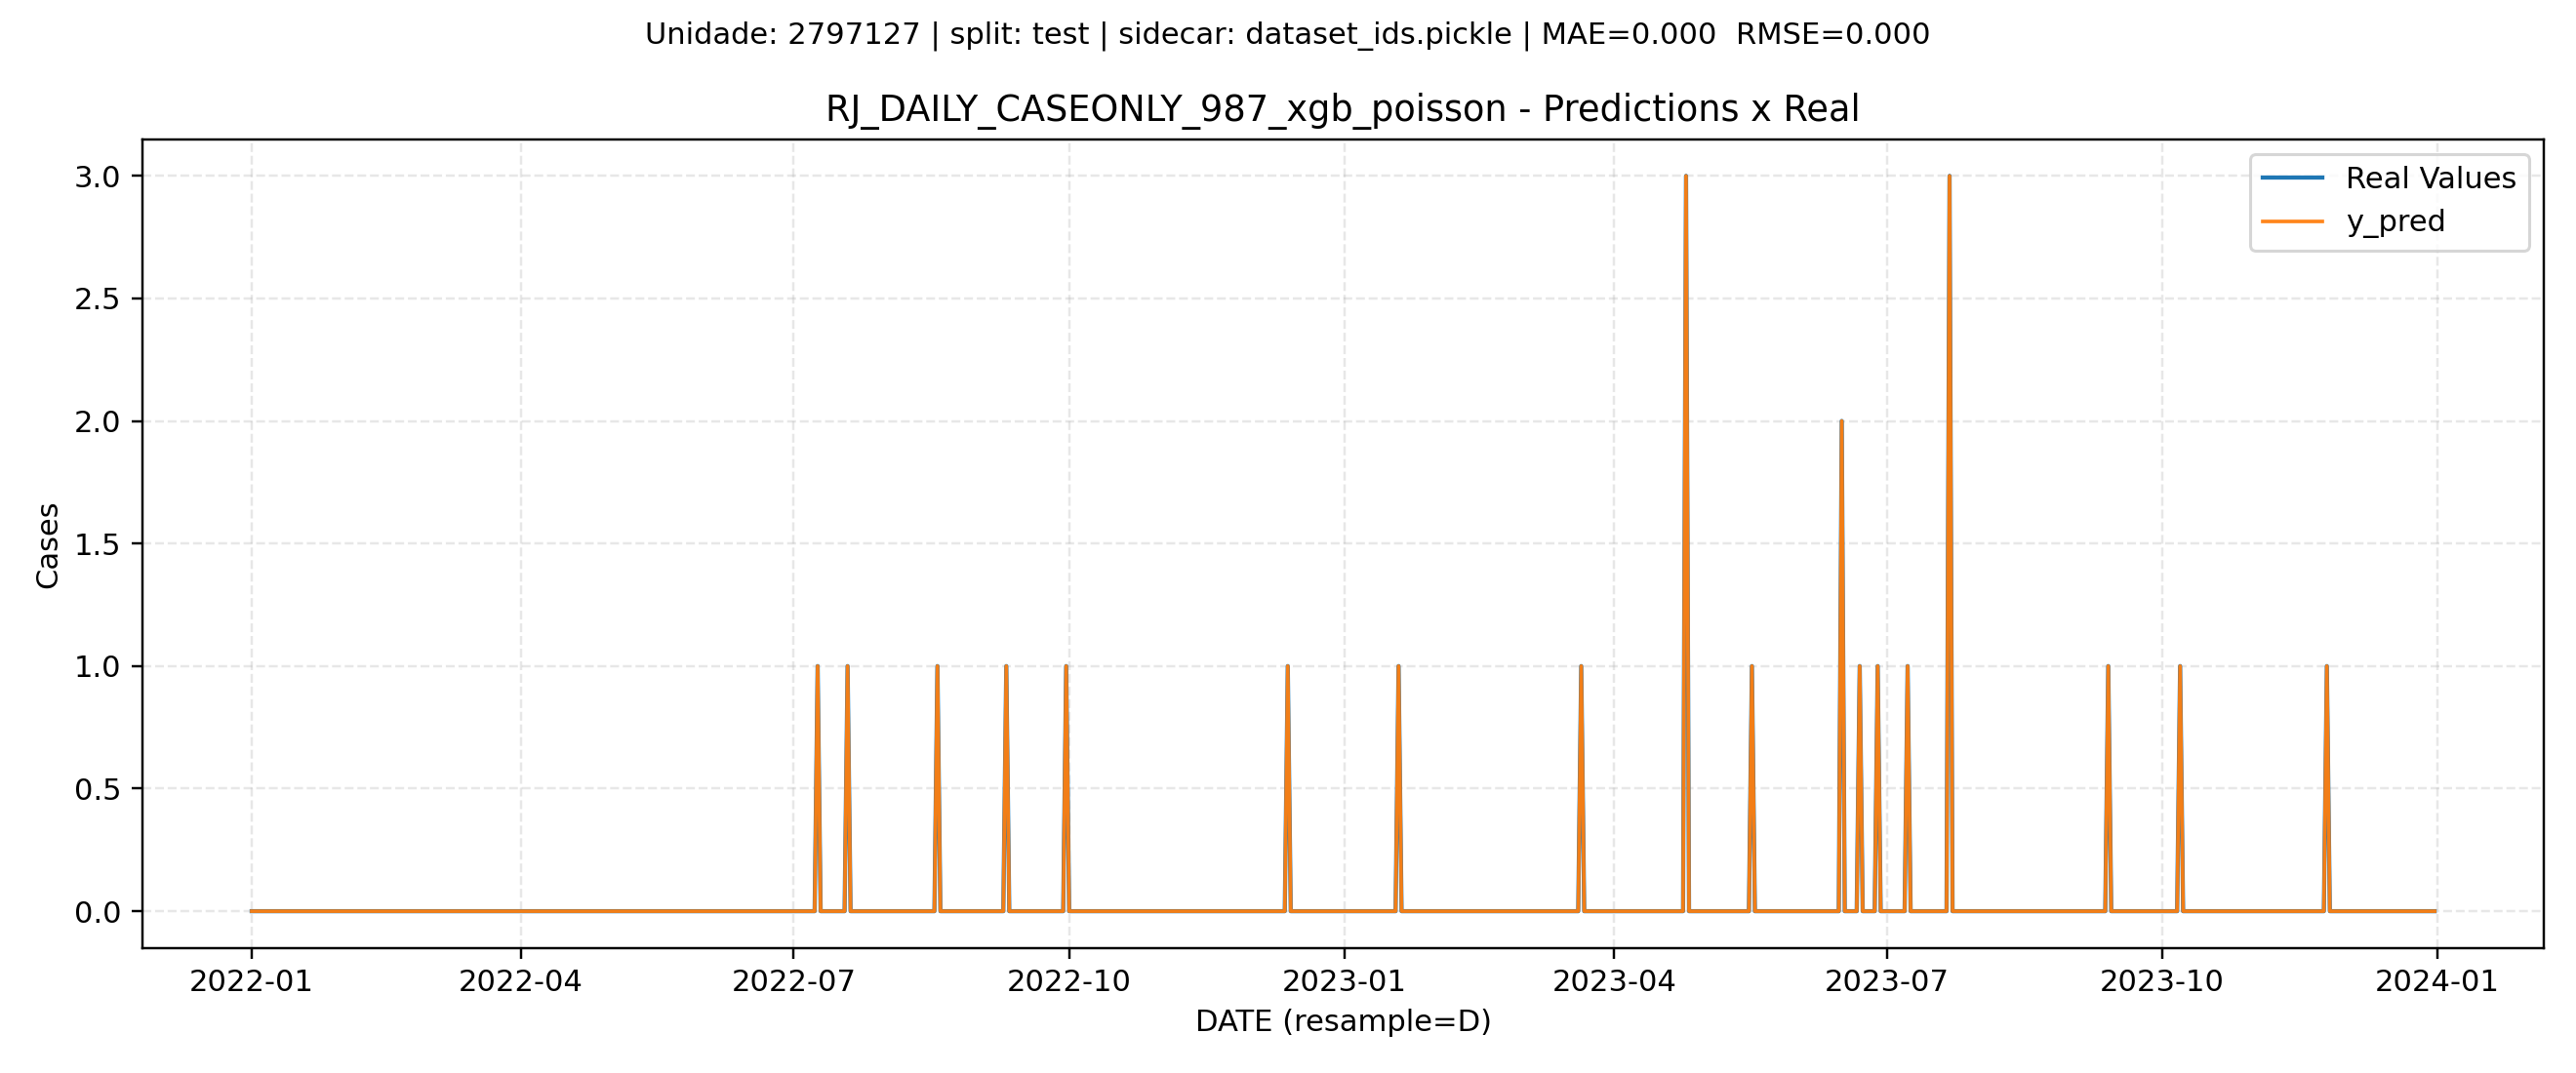 Unidade: 2797127 | split: test | sidecar: dataset_ids.pickle | MAE=0.000  RMSE=0.000
RJ_DAILY_CASEONLY_987_xgb_poisson - Predictions x Real
Real Values
y_pred
3.0
2.5
2.0
1.5
1.0
0.5
0.0
Cases
2022-01 2022-04 2022-07 2022-10 2023-01 2023-04 2023-07 2023-10 2024-01
DATE (resample=D)